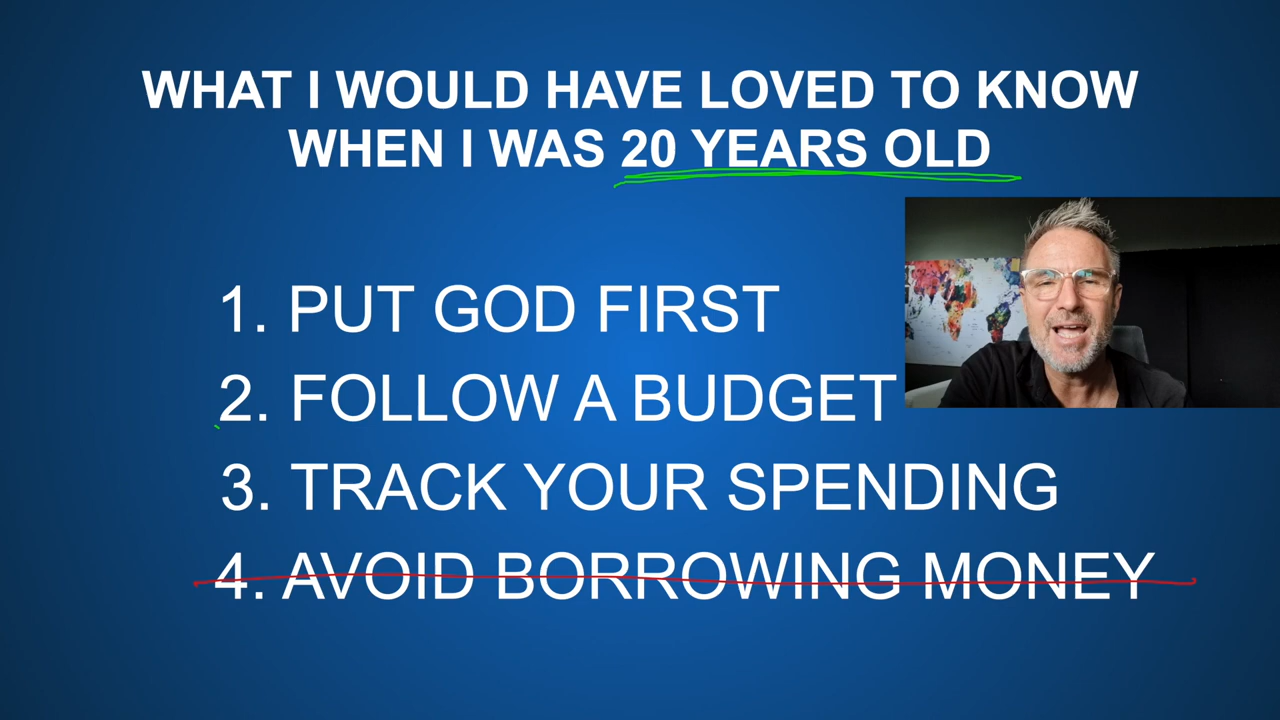 WHAT I WOULD HAVE LOVED TO KNOW
WHEN I WAS 20 YEARS OLD
1. PUT GOD FIRST
2. FOLLOW A BUDGET
3. TRACK YOUR SPENDING
4. AVOID BORROWING MONEY